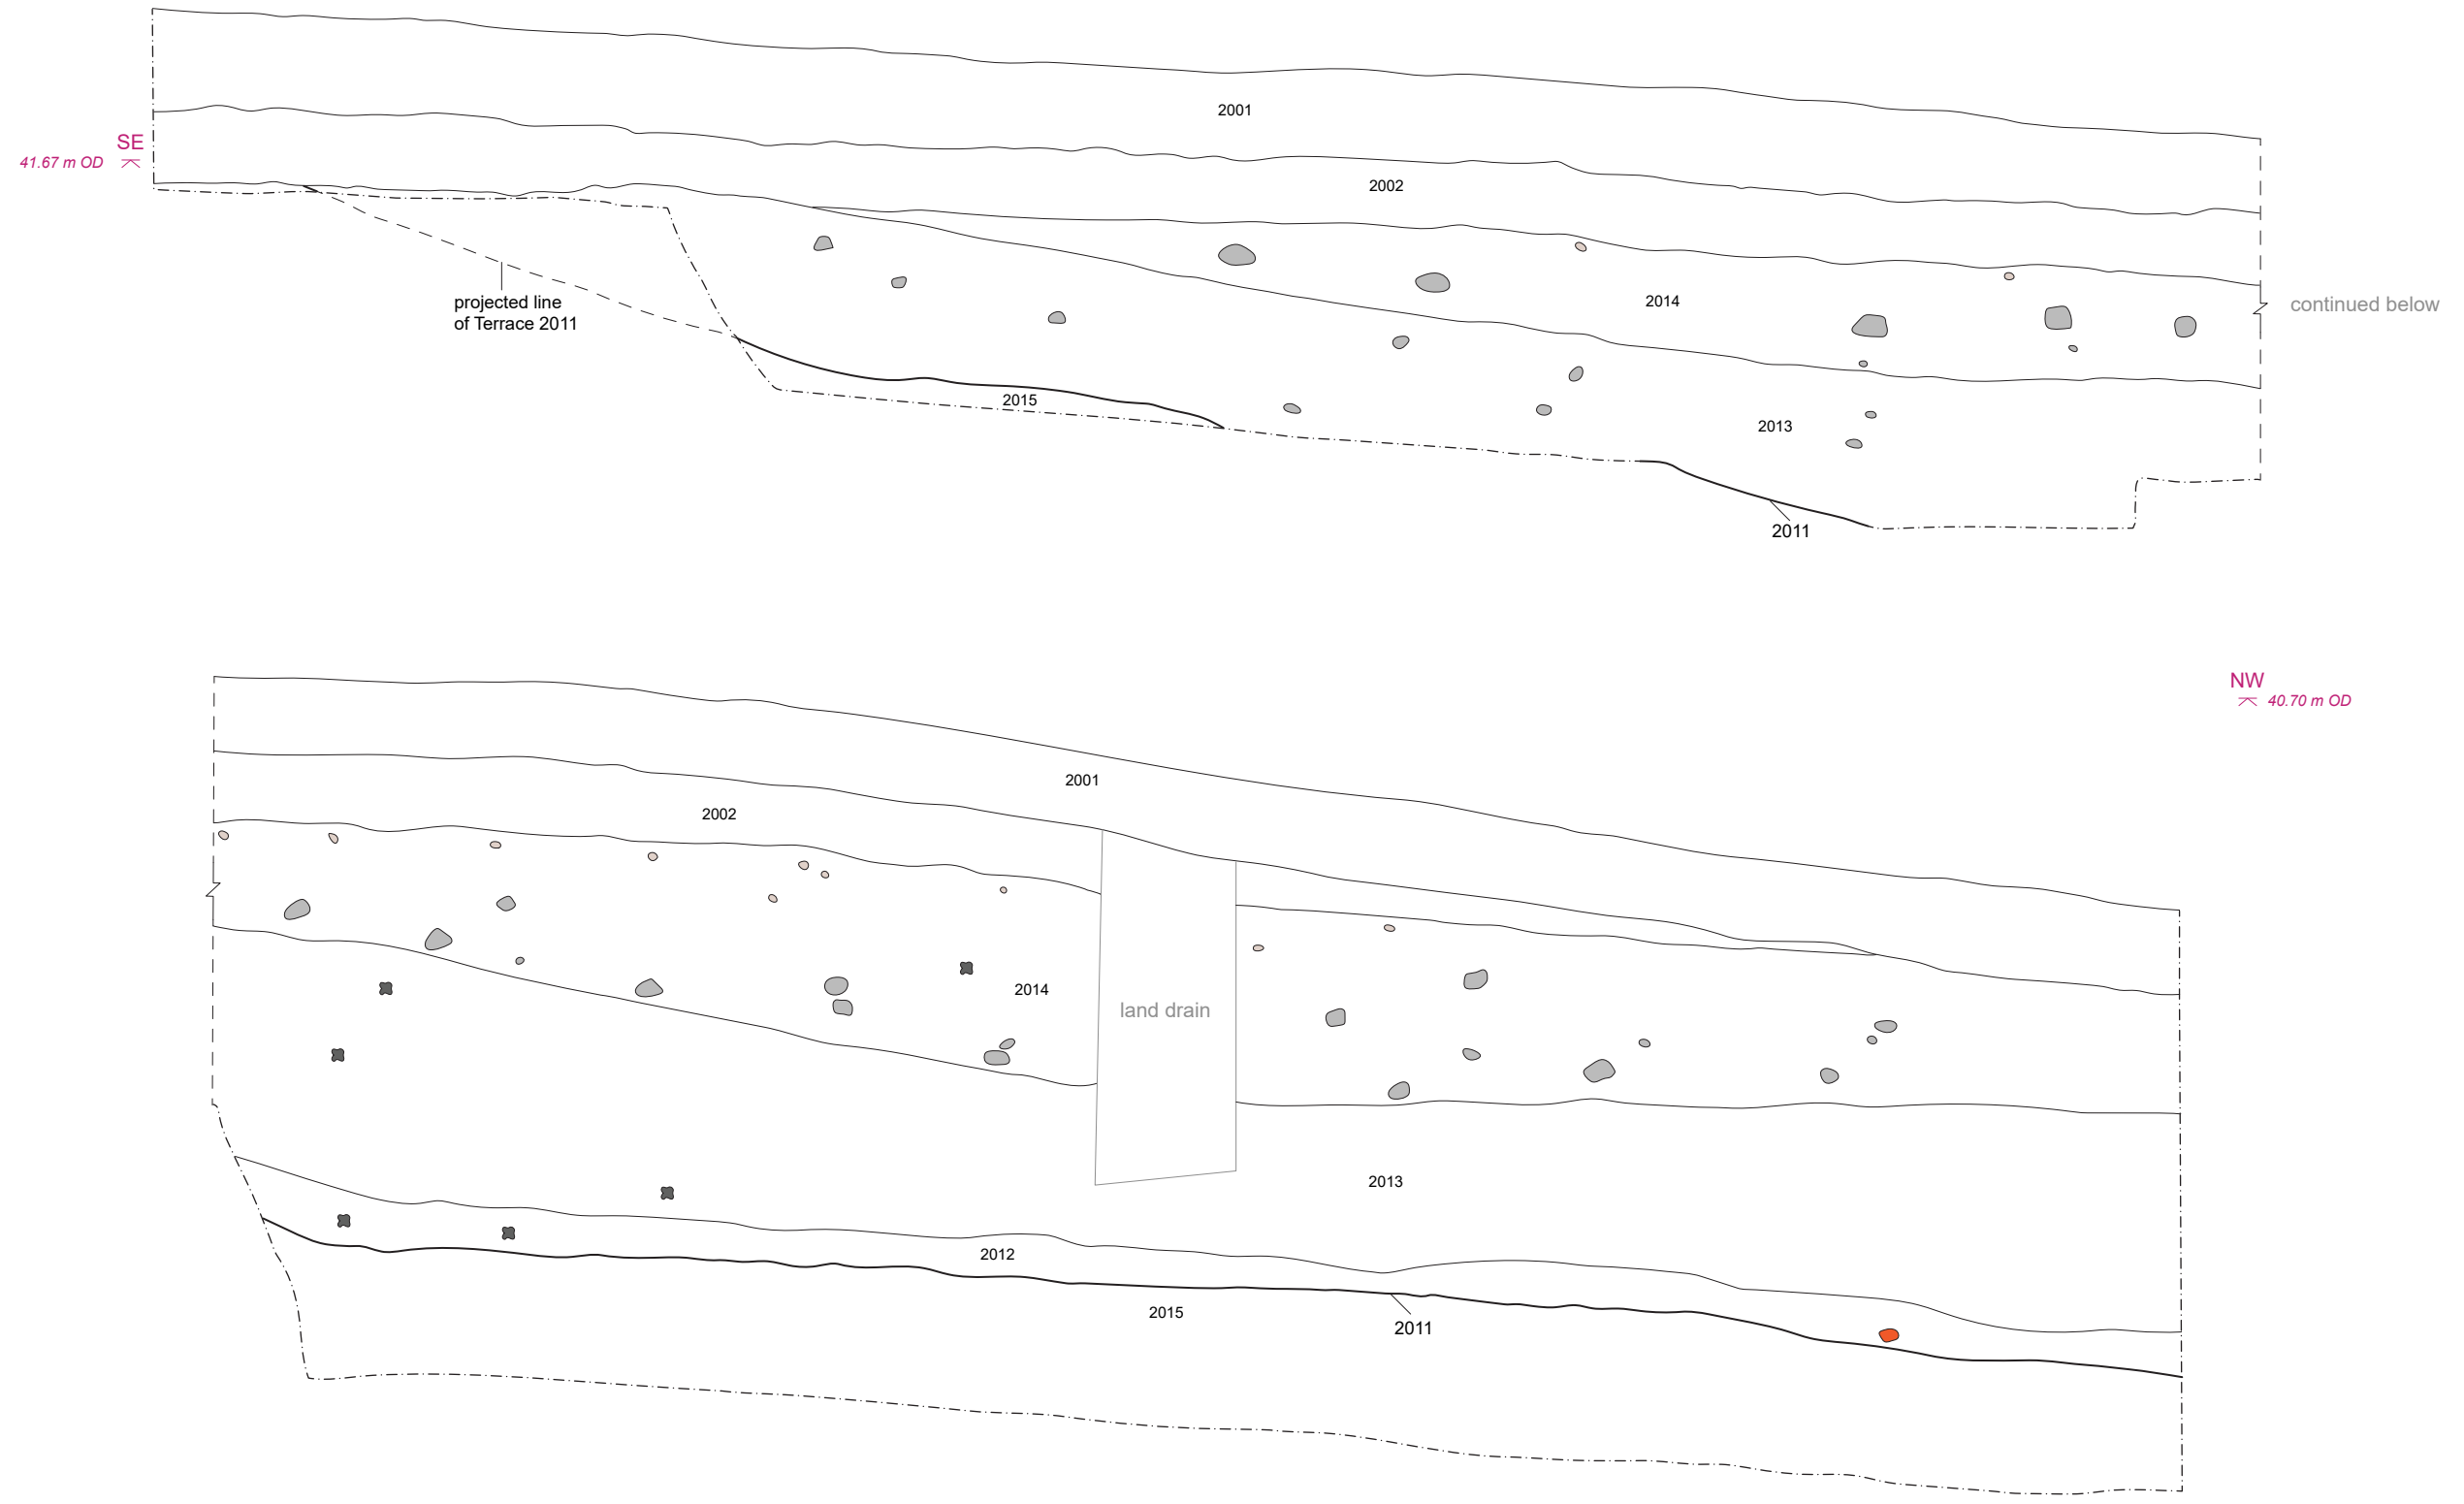 2001
SE
41.67 m OD
2002
projected line
of Terrace 2011
2014
continued below
2015
2013
2011
NW
40.70 m OD
2001
2002
2014
land drain
2013
2012
2015
2011